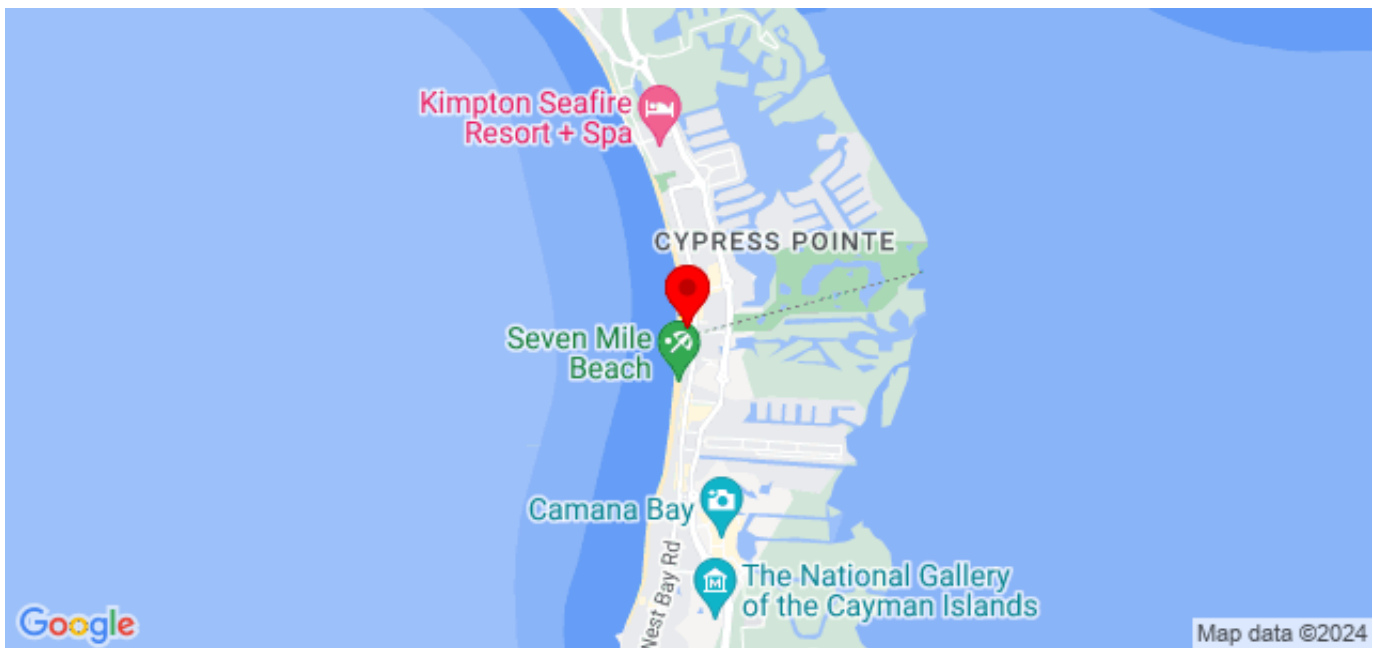 Kimpton Seafire
Resort + Spa
CYPRESS POINTE
Seven Mile
Beach
Camana Bay
West Bay Rd
The National Gallery
of the Cayman Islands
Google
Map data ©2024